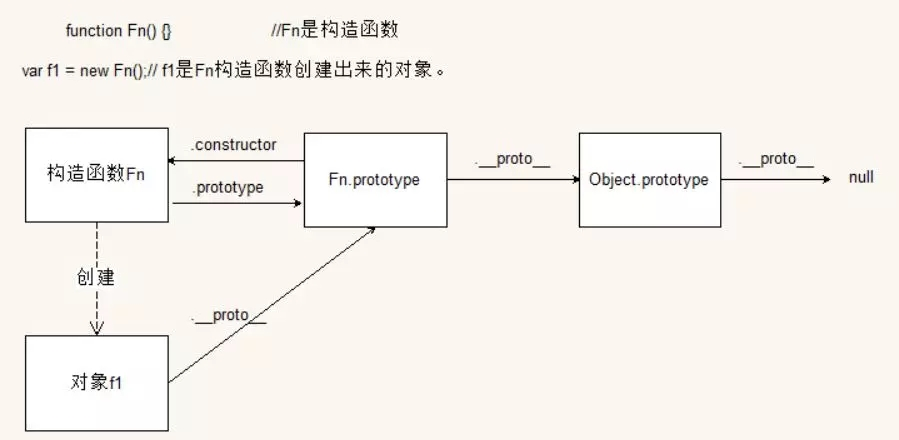 function Fn() {} //Fn是构造函数
var f1 = new Fn();// f1是Fn构造函数创建出来的对象。
构造函数Fn
.constructor
.prototype
Fn.prototype
.__proto__
Object.prototype
.__proto__
null
创建
.__proto__
对象f1